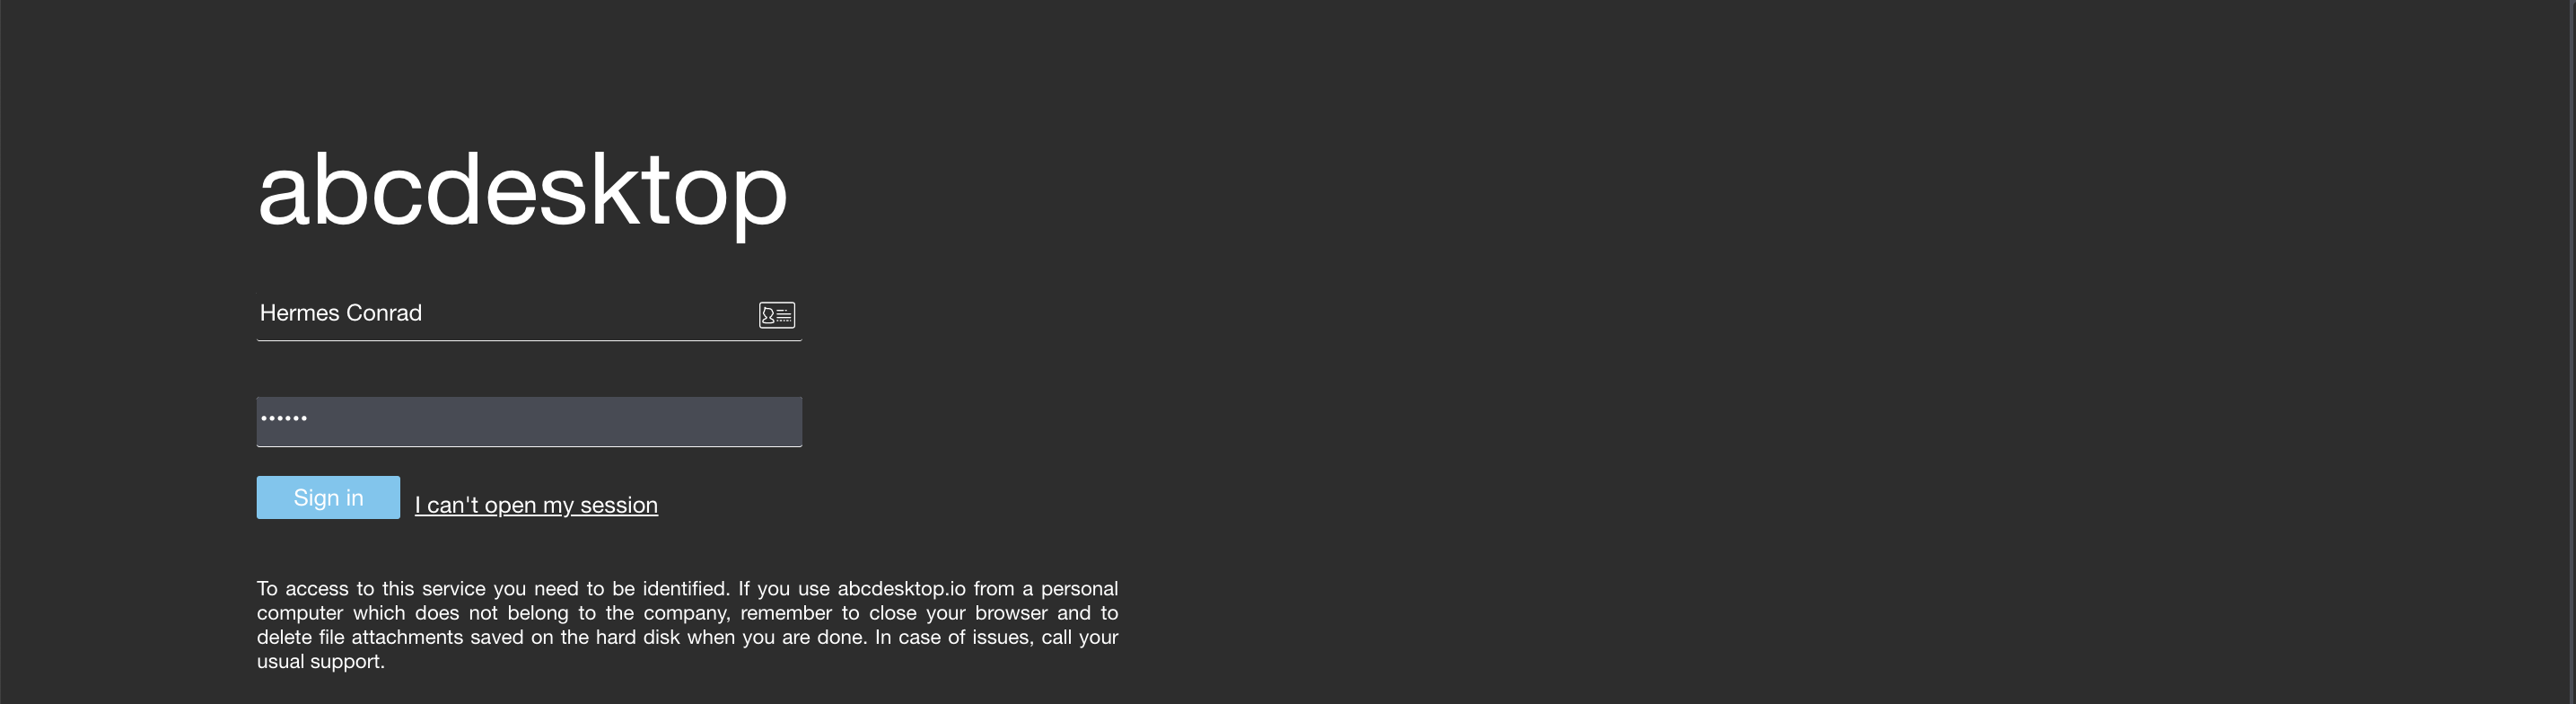 abcdesktop
Hermes Conrad
••••••
Sign in
I can't open my session
To access to this service you need to be identified. If you use abcdesktop.io from a personal
computer which does not belong to the company, remember to close your browser and to
delete file attachments saved on the hard disk when you are done. In case of issues, call your
usual support.